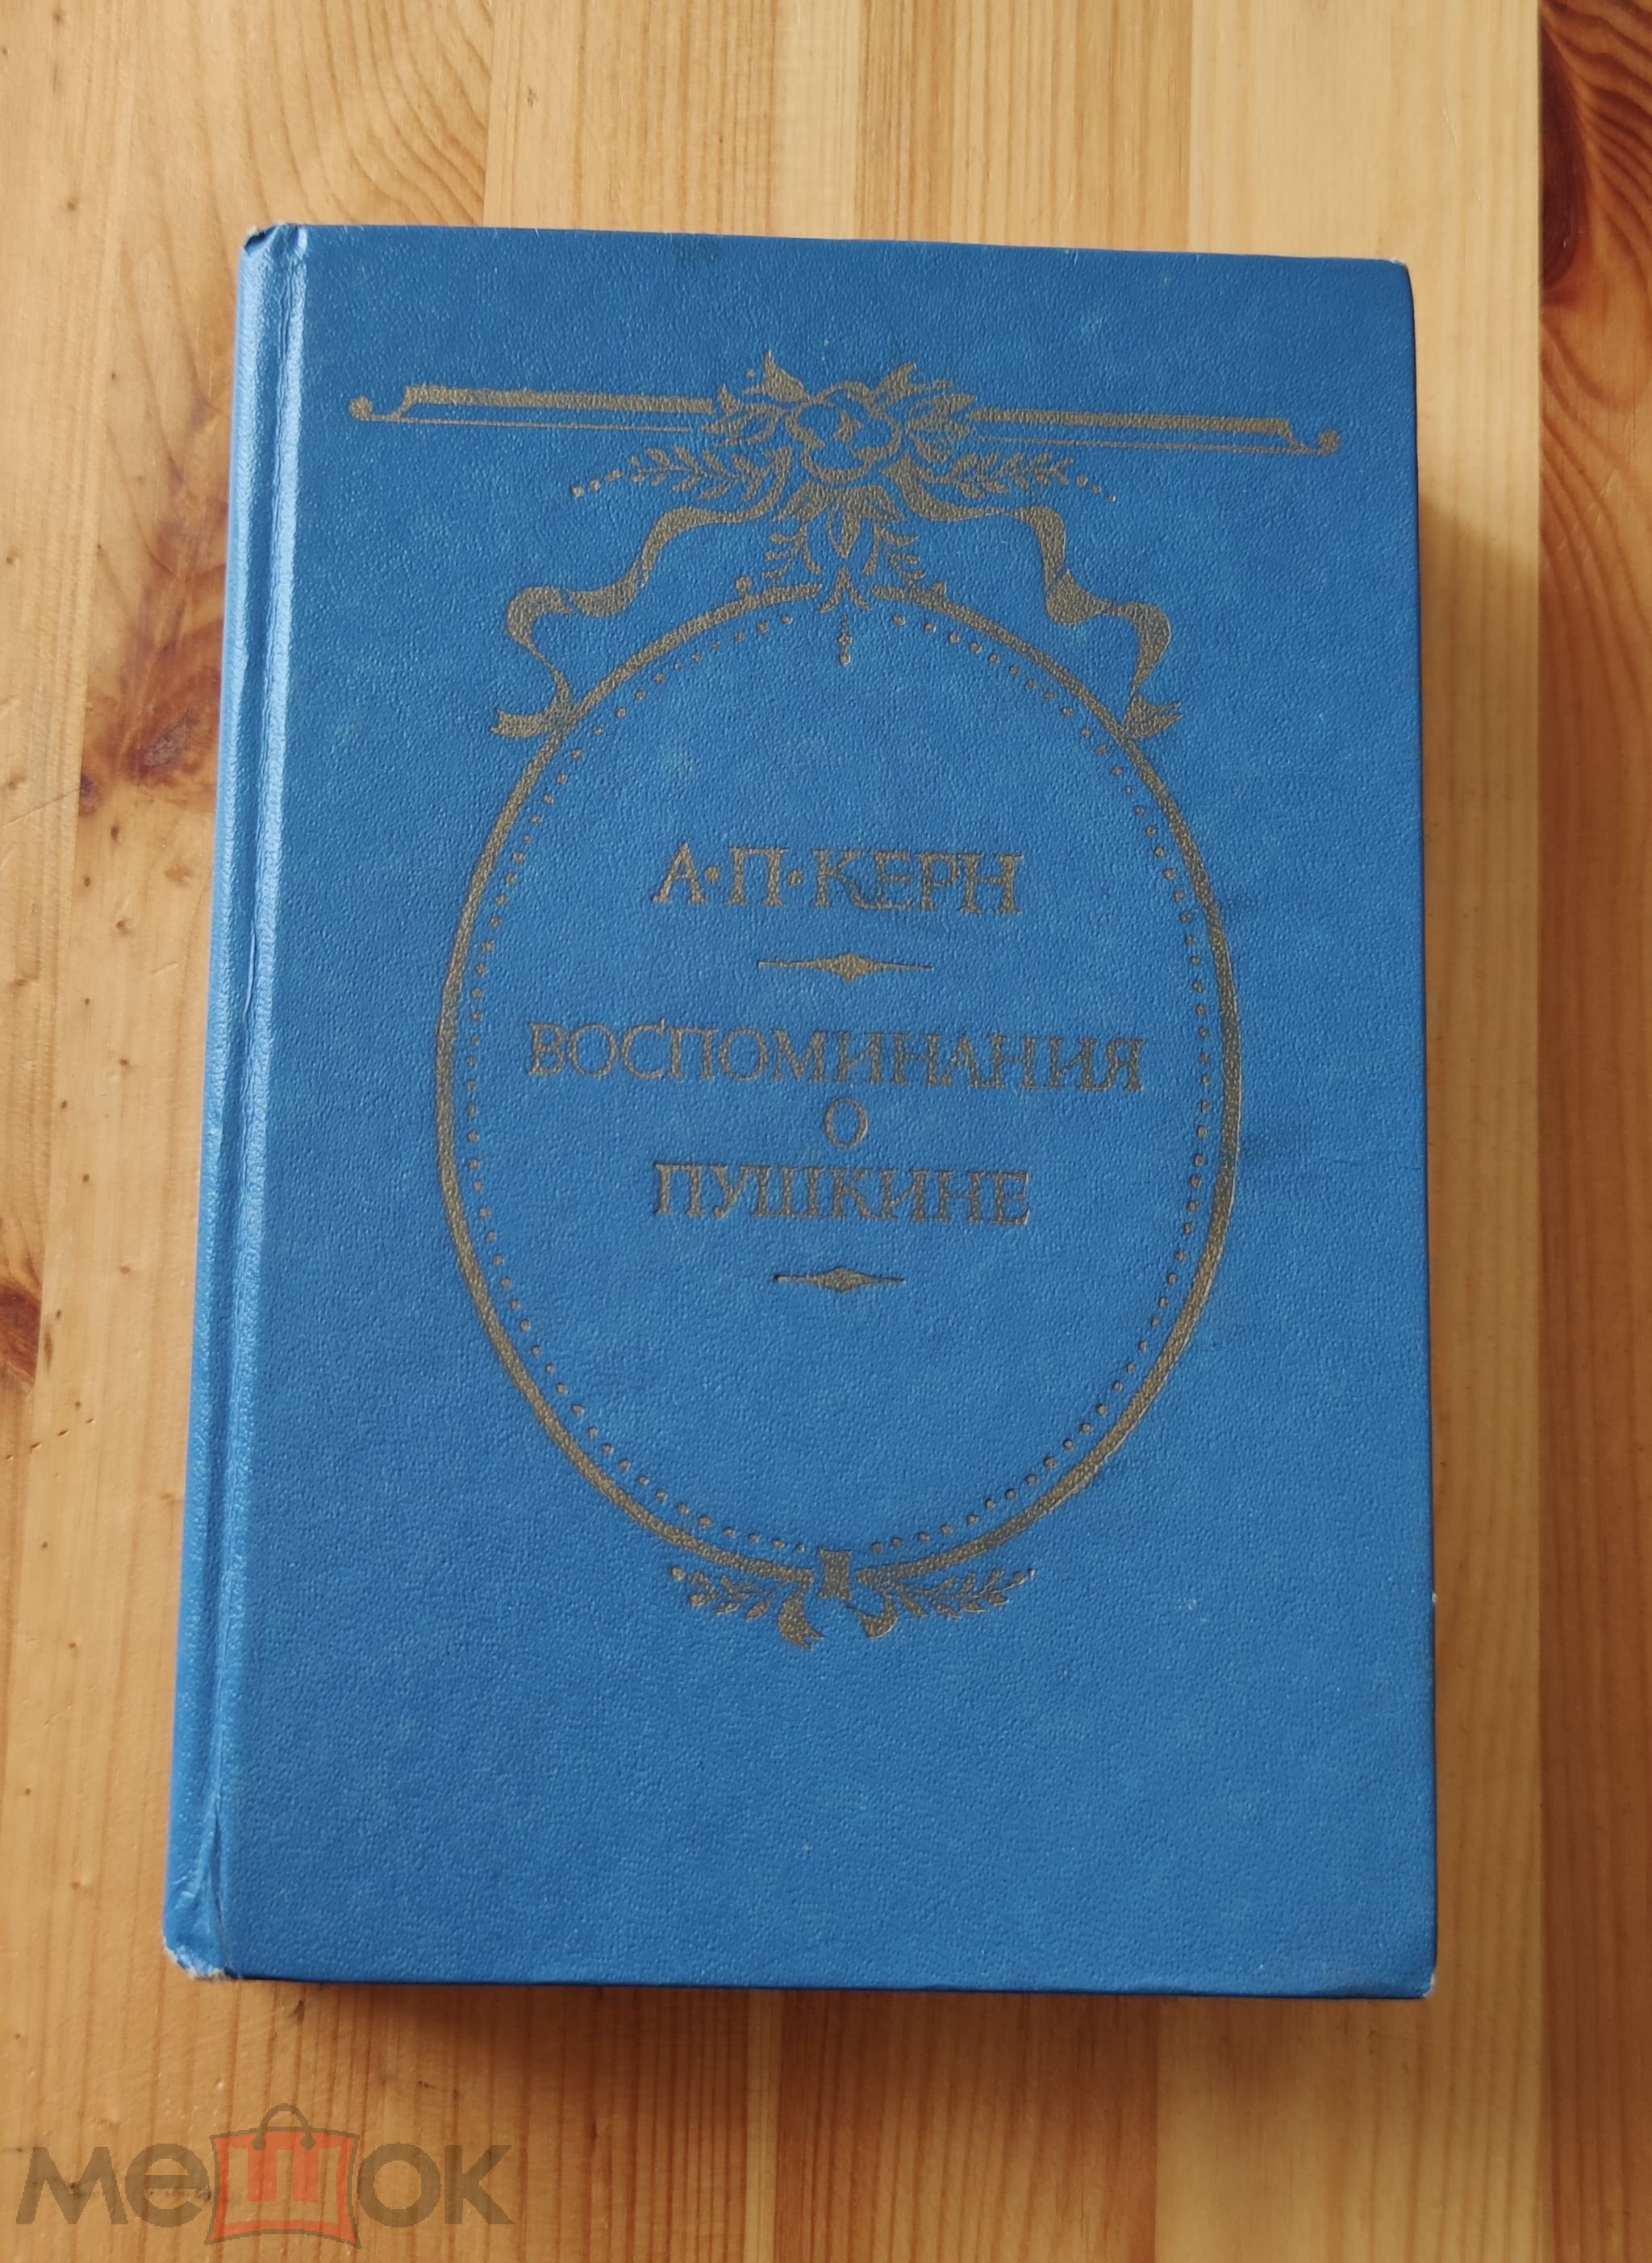 А·П·КЕРН
ВОСПОМИНАНИЯ
О
ПУШКИНЕ
мешок